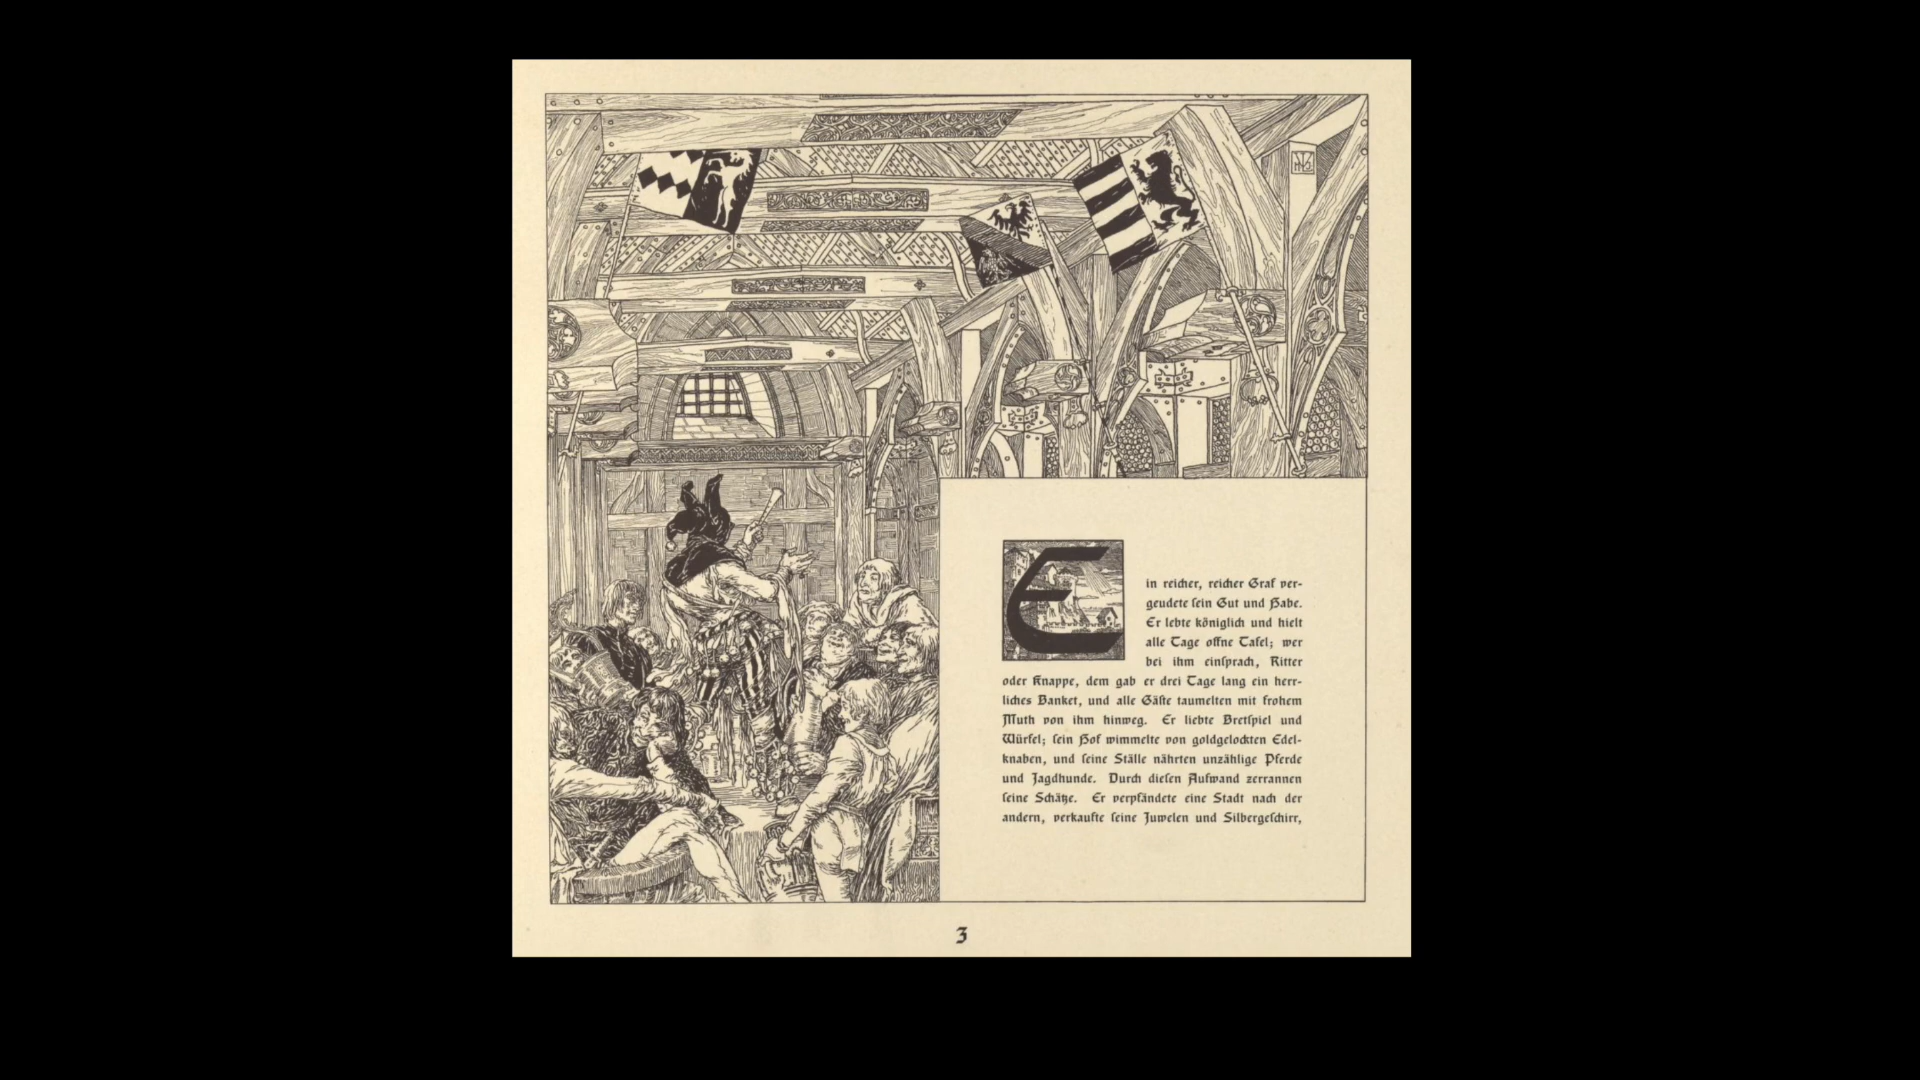 Ein reicher, reicher Graf ver-
geudete ſein Gut und Habe.
Er lebte königlich und hielt
alle Tage offne Tafel; wer
bei ihm einſprach, Ritter
oder Knappe, dem gab er drei Tage lang ein herr-
liches Banket, und alle Gäſte taumelten mit frohem
Muth von ihm hinweg. Er liebte Bretſpiel und
Würfel; ſein Hof wimmelte von goldgelockten Edel-
knaben, und ſeine Ställe nährten unzählige Pferde
und Jagdhunde. Durch dieſen Aufwand zerrannen
ſeine Schätze. Er verpfändete eine Stadt nach der
andern, verkaufte ſeine Juwelen und Silbergeſchirr,
3